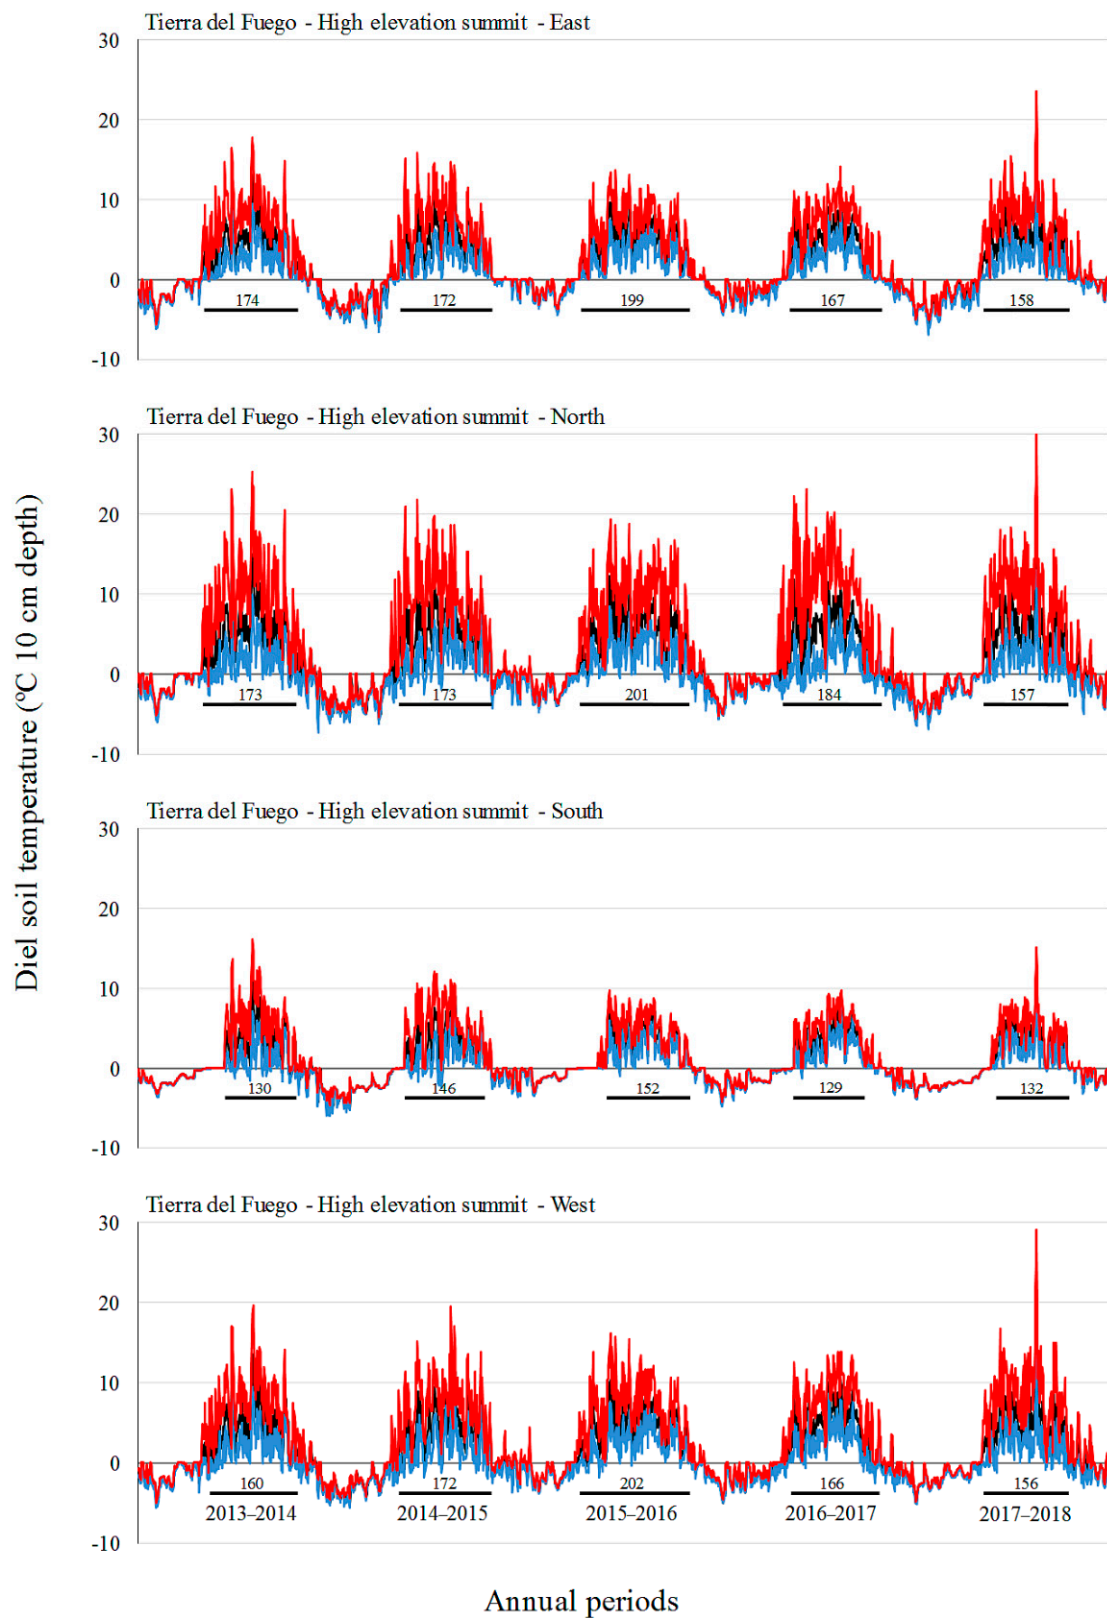 Tierra del Fuego - High elevation summit - East
30
20
10
0
-10
174 172 199 167 158
Tierra del Fuego - High elevation summit - North
30
20
10
0
-10
173 173 201 184 157
Diel soil temperature (ºC 10 cm depth)
Tierra del Fuego - High elevation summit - South
30
20
10
0
-10
130 146 152 129 132
Tierra del Fuego - High elevation summit - West
30
20
10
0
-10
160 172 202 166 156
2013–2014 2014–2015 2015–2016 2016–2017 2017–2018
Annual periods